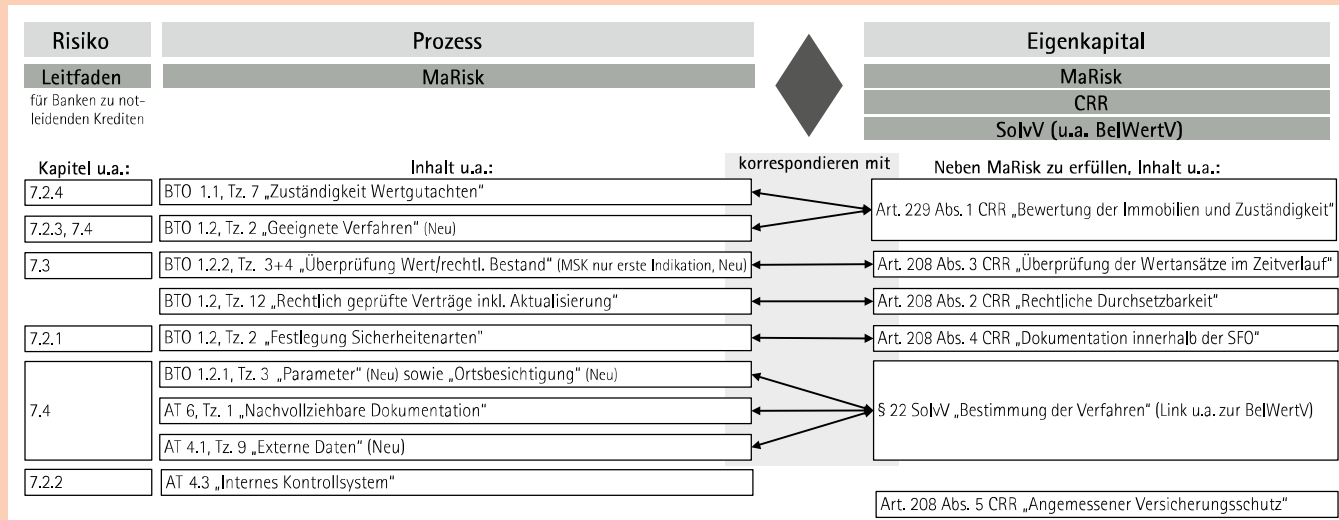 Risiko
Prozess
Eigenkapital
Leitfaden
MaRisk
MaRisk
für Banken zu not-
leidenden Krediten
CRR
SolvV (u.a. BelWertV)
Kapitel u.a.:
Inhalt u.a.:
korrespondieren mit
Neben MaRisk zu erfüllen, Inhalt u.a.:
7.2.4
BTO 1.1, Tz. 7 „Zuständigkeit Wertgutachten"
Art. 229 Abs. 1 CRR „Bewertung der Immobilien und Zuständigkeit"
7.2.3, 7.4
BTO 1.2, Tz. 2 „Geeignete Verfahren" (Neu)
7.3
BTO 1.2.2, Tz. 3+4 „Überprüfung Wert/rechtl. Bestand" (MSK nur erste Indikation, Neu)
Art. 208 Abs. 3 CRR „Überprüfung der Wertansätze im Zeitverlauf"
BTO 1.2, Tz. 12 „Rechtlich geprüfte Verträge inkl. Aktualisierung"
Art. 208 Abs. 2 CRR „Rechtliche Durchsetzbarkeit"
7.2.1
BTO 1.2, Tz. 2 „Festlegung Sicherheitenarten"
Art. 208 Abs. 4 CRR „Dokumentation innerhalb der SFO"
7.4
BTO 1.2.1, Tz. 3 „Parameter" (Neu) sowie „Ortsbesichtigung" (Neu)
AT 6, Tz. 1 „Nachvollziehbare Dokumentation"
§ 22 SolvV „Bestimmung der Verfahren" (Link u.a. zur BelWertV)
AT 4.1, Tz. 9 „Externe Daten" (Neu)
7.2.2
AT 4.3 „Internes Kontrollsystem"
Art. 208 Abs. 5 CRR „Angemessener Versicherungsschutz"